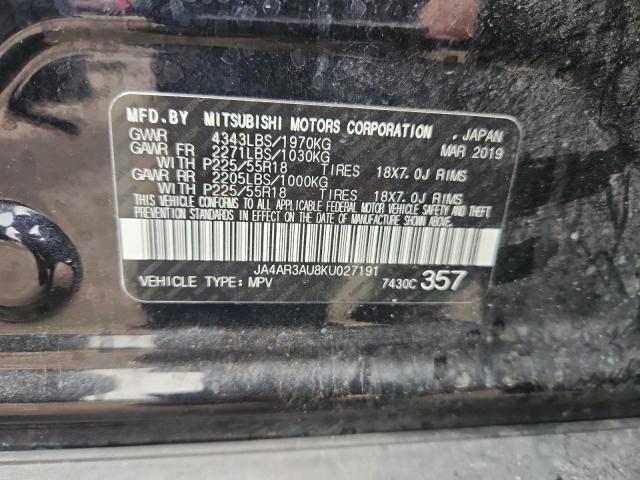 MFD.BY MITSUBISHI MOTORS CORPORATION . JAPAN
GVWR 4343LBS/1970KG MAR 2019
GAWR FR 2271LBS/1030KG
WITH P225/55R18 TIRES 18X7.0J RIMS
GAWR RR 2205LBS/1000KG
WITH P225/55R18 TIRES 18X7.0J RIMS
THIS VEHICLE CONFORMS TO ALL APPLICABLE FEDERAL MOTOR VEHICLE SAFETY AND THEFT
PREVENTION STANDARDS IN EFFECT ON THE DATE OF MANUFACTURE SHOWN ABOVE.
JA4AR3AU8KU027191
VEHICLE TYPE: MPV 7430C 357